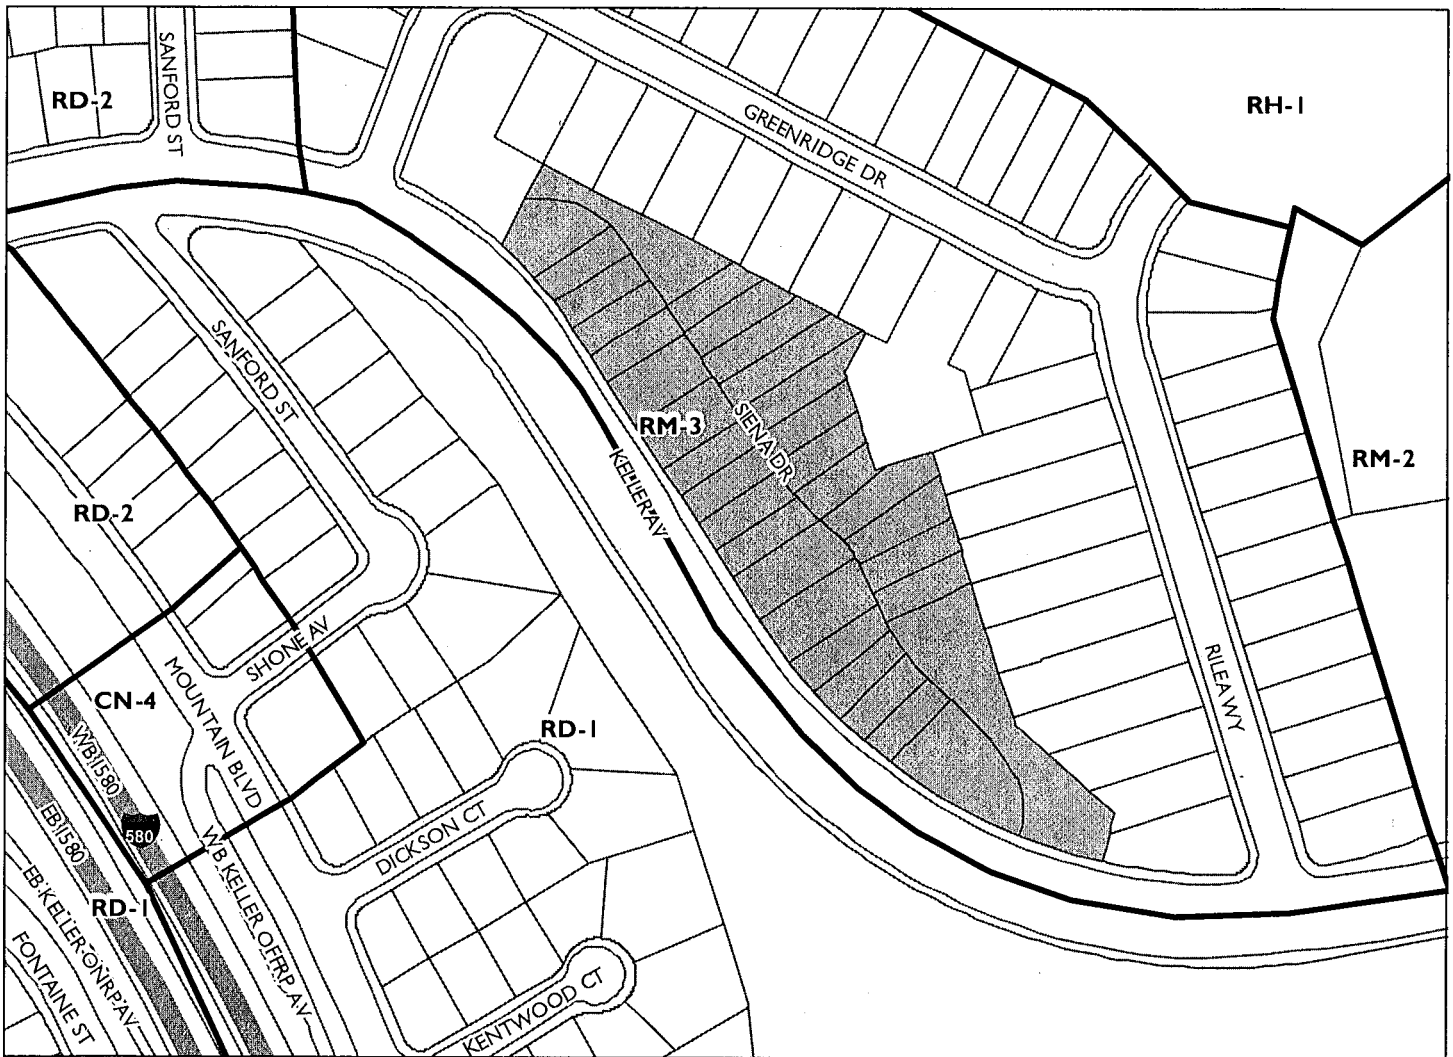 SANFORD ST
RD-2
RH-1
GREENRIDGE DR
SANFORD ST
RM-3
SIENA DR
KELLER AV
RM-2
RD-2
SHONE AV
MOUNTAIN BLVD
CN-4
RILEA WY
RD-1
WB I580
580
EB I580
DICKSON CT
WB KELLER OFFRP AV
RD-1
EB KELLER ONRP AV
FONTAINE ST
KENTWOOD CT